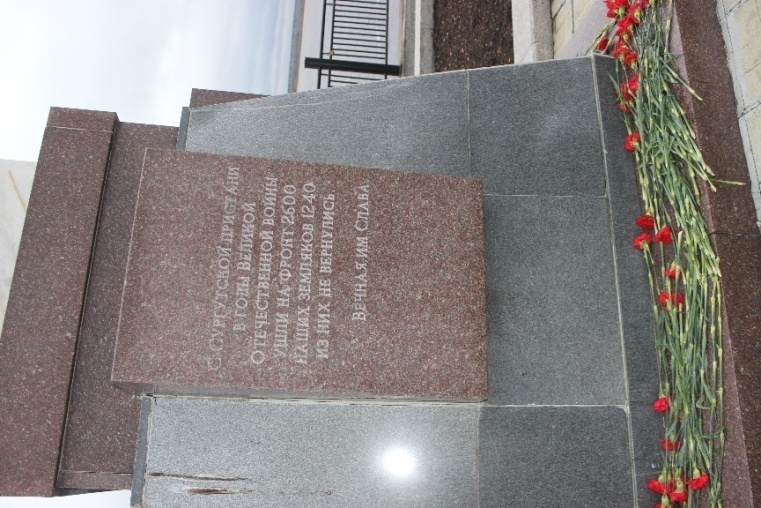 С СУРГУТСКОЙ ПРИСТАНИ
В ГОДЫ ВЕЛИКОЙ
ОТЕЧЕСТВЕННОЙ ВОЙНЫ
УШЛИ НА ФРОНТ 2600
НАШИХ ЗЕМЛЯКОВ 1240
ИЗ НИХ НЕ ВЕРНУЛИСЬ
ВЕЧНАЯ ИМ СЛАВА